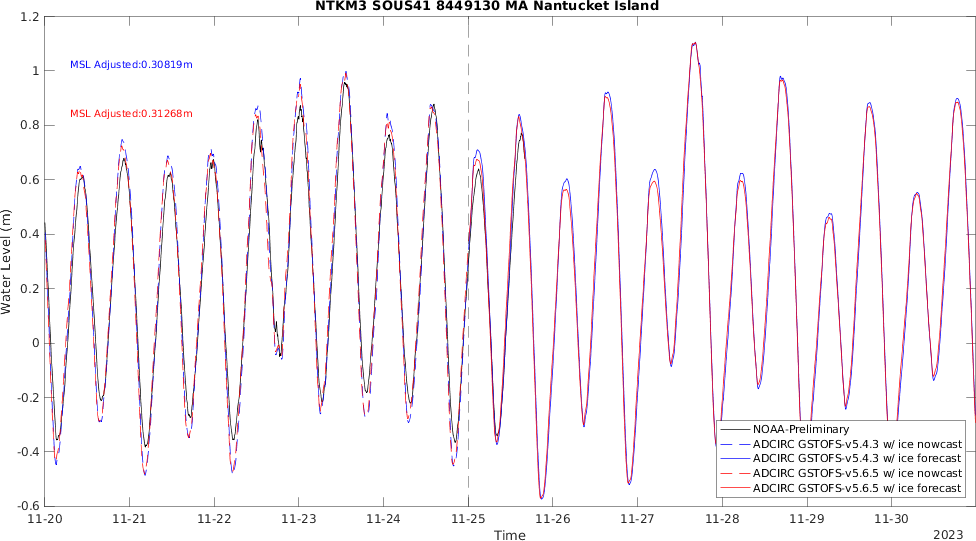 NTKM3 SOUS41 8449130 MA Nantucket Island
1.2
1
0.8
0.6
0.4
0.2
0
-0.2
-0.4
-0.6
Water Level (m)
MSL Adjusted:0.30819m
MSL Adjusted:0.31268m
NOAA-Preliminary
ADCIRC GSTOFS-v5.4.3 w/ ice nowcast
ADCIRC GSTOFS-v5.4.3 w/ ice forecast
ADCIRC GSTOFS-v5.6.5 w/ ice nowcast
ADCIRC GSTOFS-v5.6.5 w/ ice forecast
11-20 11-21 11-22 11-23 11-24 11-25 11-26 11-27 11-28 11-29 11-30
Time
2023